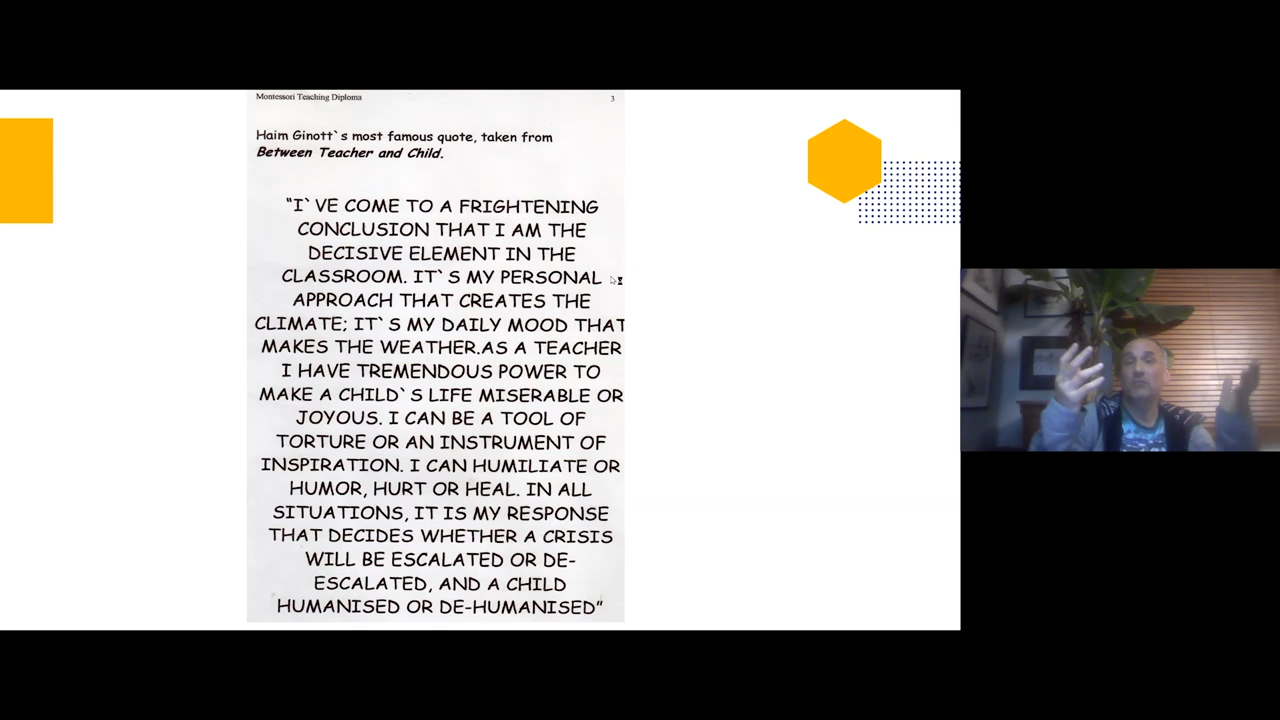 Montessori Teaching Diploma 3
Haim Ginott`s most famous quote, taken from
Between Teacher and Child.
"I`VE COME TO A FRIGHTENING
CONCLUSION THAT I AM THE
DECISIVE ELEMENT IN THE
CLASSROOM. IT`S MY PERSONAL
APPROACH THAT CREATES THE
CLIMATE; IT`S MY DAILY MOOD THAT
MAKES THE WEATHER.AS A TEACHER
I HAVE TREMENDOUS POWER TO
MAKE A CHILD`S LIFE MISERABLE OR
JOYOUS. I CAN BE A TOOL OF
TORTURE OR AN INSTRUMENT OF
INSPIRATION. I CAN HUMILIATE OR
HUMOR, HURT OR HEAL. IN ALL
SITUATIONS, IT IS MY RESPONSE
THAT DECIDES WHETHER A CRISIS
WILL BE ESCALATED OR DE-
ESCALATED, AND A CHILD
HUMANISED OR DE-HUMANISED"